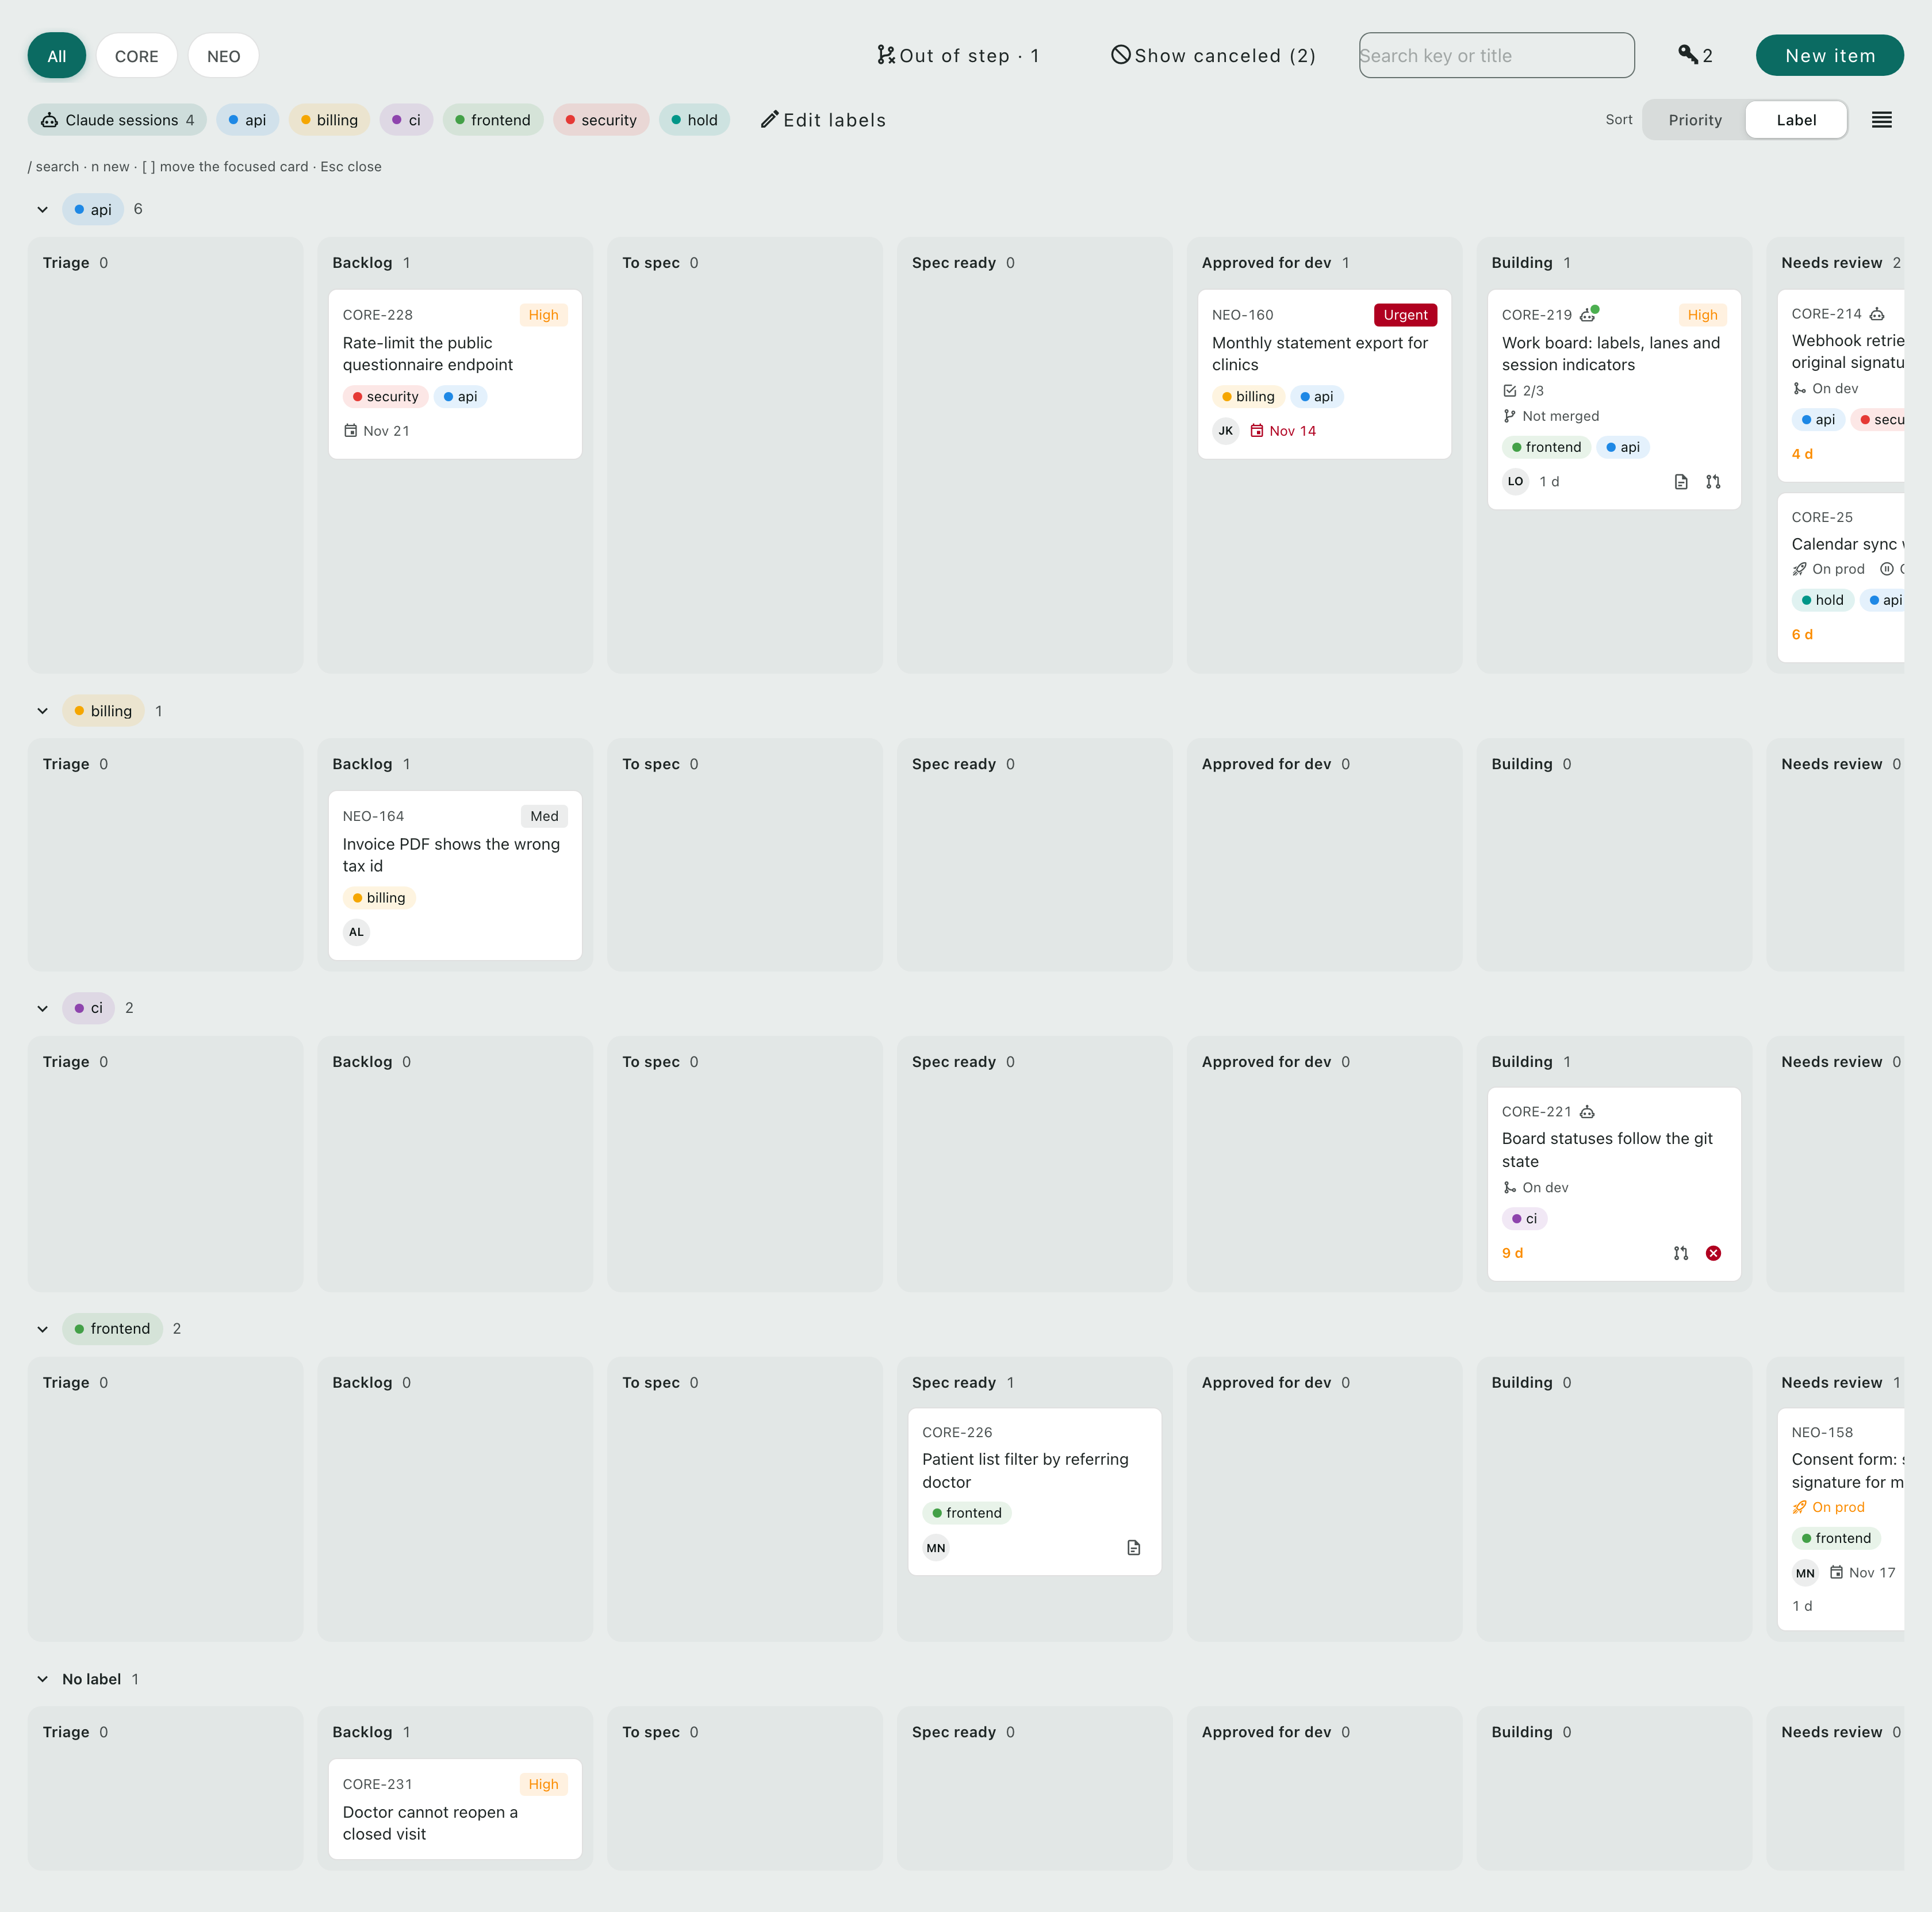 All
CORE
NEO
Out of step · 1
Show canceled (2)
Search key or title
2
New item
Claude sessions 4
api
billing
ci
frontend
security
hold
Edit labels
Sort
Priority
Label
/ search · n new · [ ] move the focused card · Esc close
api 6
Triage 0
Backlog 1
CORE-228
High
Rate-limit the public
questionnaire endpoint
security
api
Nov 21
To spec 0
Spec ready 0
Approved for dev 1
NEO-160
Urgent
Monthly statement export for
clinics
billing
api
JK
Nov 14
Building 1
CORE-219
High
Work board: labels, lanes and
session indicators
2/3
Not merged
frontend
api
LO
1 d
Needs review 2
CORE-214
Webhook retrie
original signatu
On dev
api
secu
4 d
CORE-25
Calendar sync
On prod
hold
api
6 d
billing 1
Triage 0
Backlog 1
NEO-164
Med
Invoice PDF shows the wrong
tax id
billing
AL
To spec 0
Spec ready 0
Approved for dev 0
Building 0
Needs review 0
ci 2
Triage 0
Backlog 0
To spec 0
Spec ready 0
Approved for dev 0
Building 1
CORE-221
Board statuses follow the git
state
On dev
ci
9 d
Needs review 0
frontend 2
Triage 0
Backlog 0
To spec 0
Spec ready 1
CORE-226
Patient list filter by referring
doctor
frontend
MN
Approved for dev 0
Building 0
Needs review 1
NEO-158
Consent form:
signature for m
On prod
frontend
MN
Nov 17
1 d
No label 1
Triage 0
Backlog 1
CORE-231
High
Doctor cannot reopen a
closed visit
To spec 0
Spec ready 0
Approved for dev 0
Building 0
Needs review 0